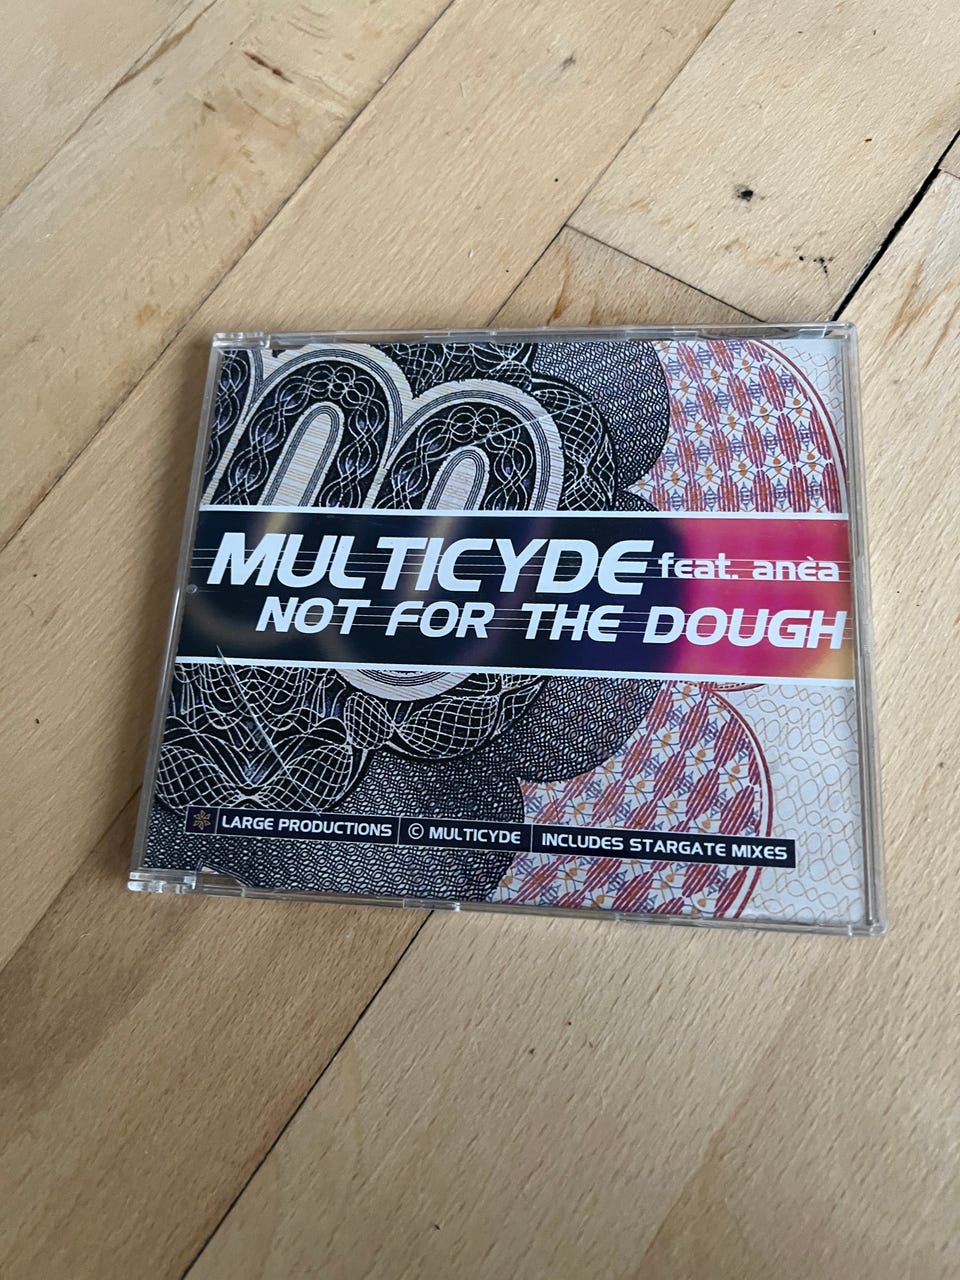 MULTICYDE feat. anèa
NOT FOR THE DOUGH
LARGE PRODUCTIONS © MULTICYDE INCLUDES STARGATE MIXES